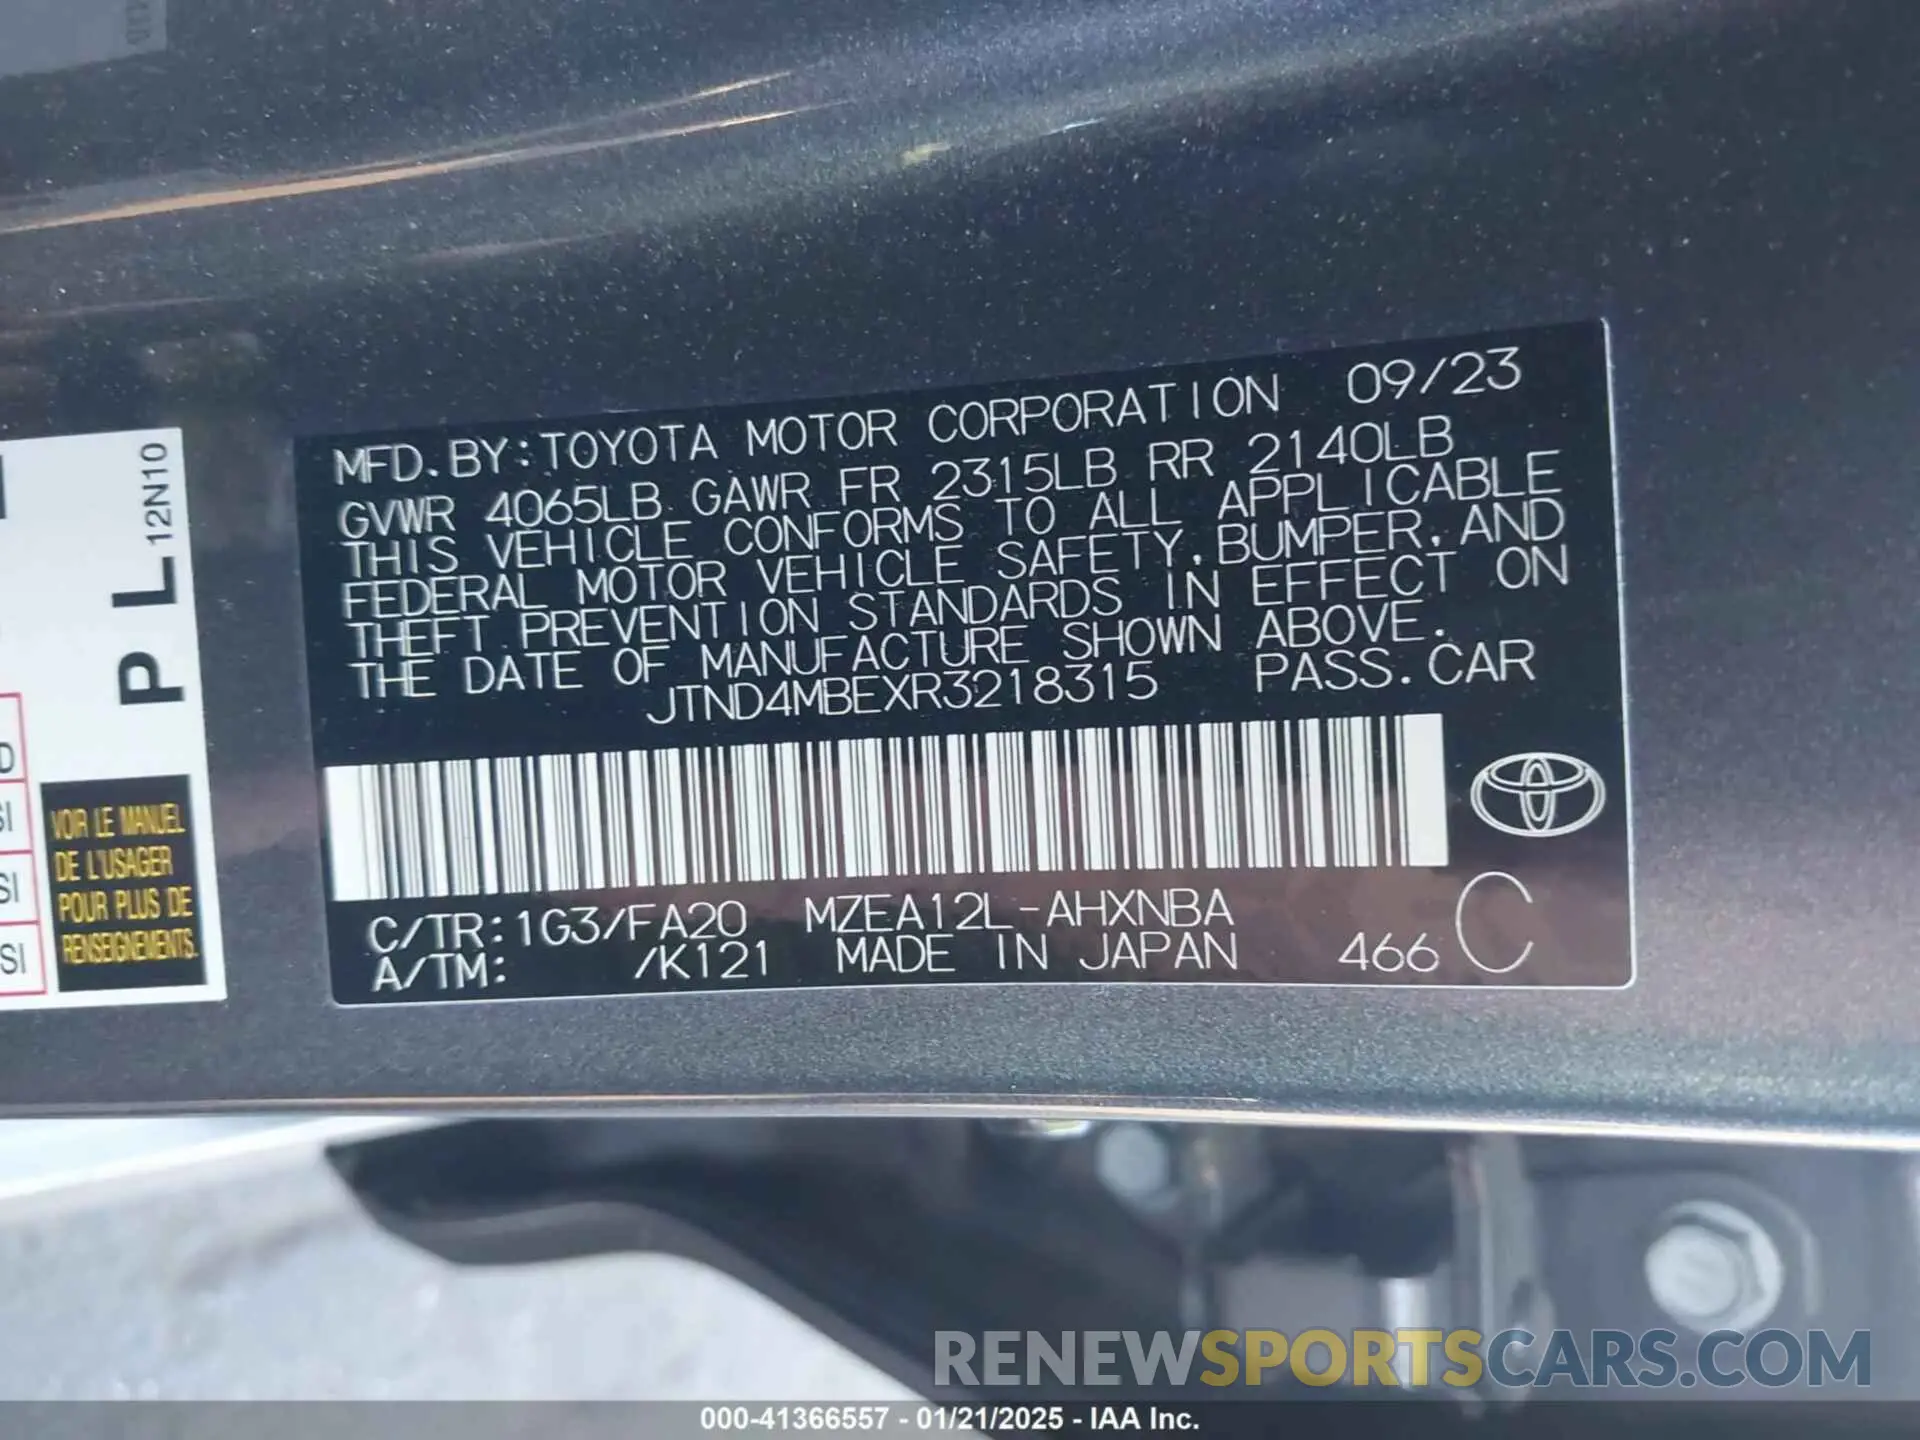 MFD. BY: TOYOTA MOTOR CORPORATION 09/23
GVWR 4065LB GAWR FR 2315LB RR 2140LB
THIS VEHICLE CONFORMS TO ALL APPLICABLE
FEDERAL MOTOR VEHICLE SAFETY, BUMPER, AND
THEFT PREVENTION STANDARDS IN EFFECT ON
THE DATE OF MANUFACTURE SHOWN ABOVE.
JTND4MBEXR3218315 PASS. CAR
C/TR: 1G3/FA20 MZEA12L-AHXNBA
A/TM: /K121 MADE IN JAPAN 466 C
P L 12N10
VOIR LE MANUEL
DE L'USAGER
POUR PLUS DE
RENSEIGNEMENTS.
D
SI
SI
SI
RENEWSPORTSCARS.COM
000-41366557 - 01/21/2025 - IAA Inc.